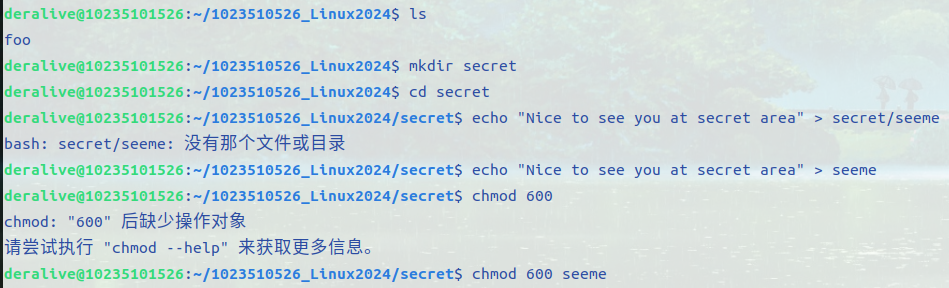 deralive@10235101526:~/1023510526_Linux2024$ ls
foo
deralive@10235101526:~/1023510526_Linux2024$ mkdir secret
deralive@10235101526:~/1023510526_Linux2024$ cd secret
deralive@10235101526:~/1023510526_Linux2024/secret$ echo "Nice to see you at secret area" > secret/seeme
bash: secret/seeme: 没有那个文件或目录
deralive@10235101526:~/1023510526_Linux2024/secret$ echo "Nice to see you at secret area" > seeme
deralive@10235101526:~/1023510526_Linux2024/secret$ chmod 600
chmod: "600" 后缺少操作对象
请尝试执行 "chmod --help" 来获取更多信息。
deralive@10235101526:~/1023510526_Linux2024/secret$ chmod 600 seeme